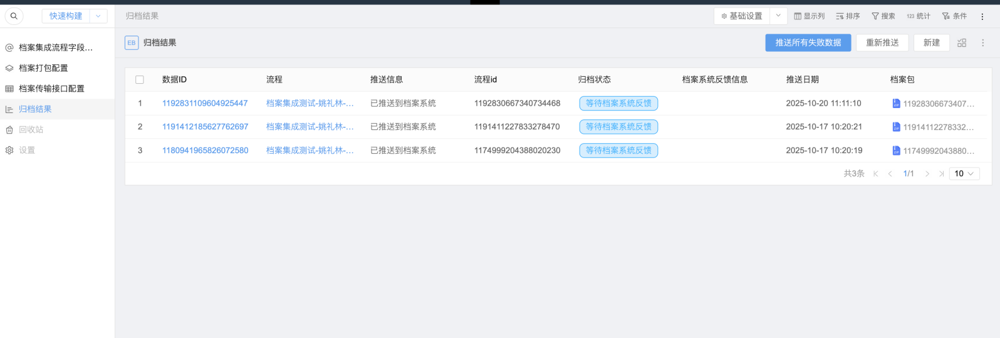 快速构建
归档结果
基础设置
显示列
排序
搜索
123 统计
条件
档案集成流程字段...
档案打包配置
档案传输接口配置
归档结果
回收站
设置
EB 归档结果
推送所有失败数据
重新推送
新建
数据ID 流程 推送信息 流程id 归档状态 档案系统反馈信息 推送日期 档案包
1 1192831109604925447 档案集成测试-姚礼林-... 已推送到档案系统 1192830667340734468 等待档案系统反馈 2025-10-20 11:11:10 ZIP 11928306673407...
2 1191412185627762697 档案集成测试-姚礼林-... 已推送到档案系统 1191411227833278470 等待档案系统反馈 2025-10-17 10:20:21 ZIP 11914112278332...
3 1180941965826072580 档案集成测试-姚礼林-... 已推送到档案系统 1174999204388020230 等待档案系统反馈 2025-10-17 10:20:19 ZIP 11749992043880...
共3条 1/1 10